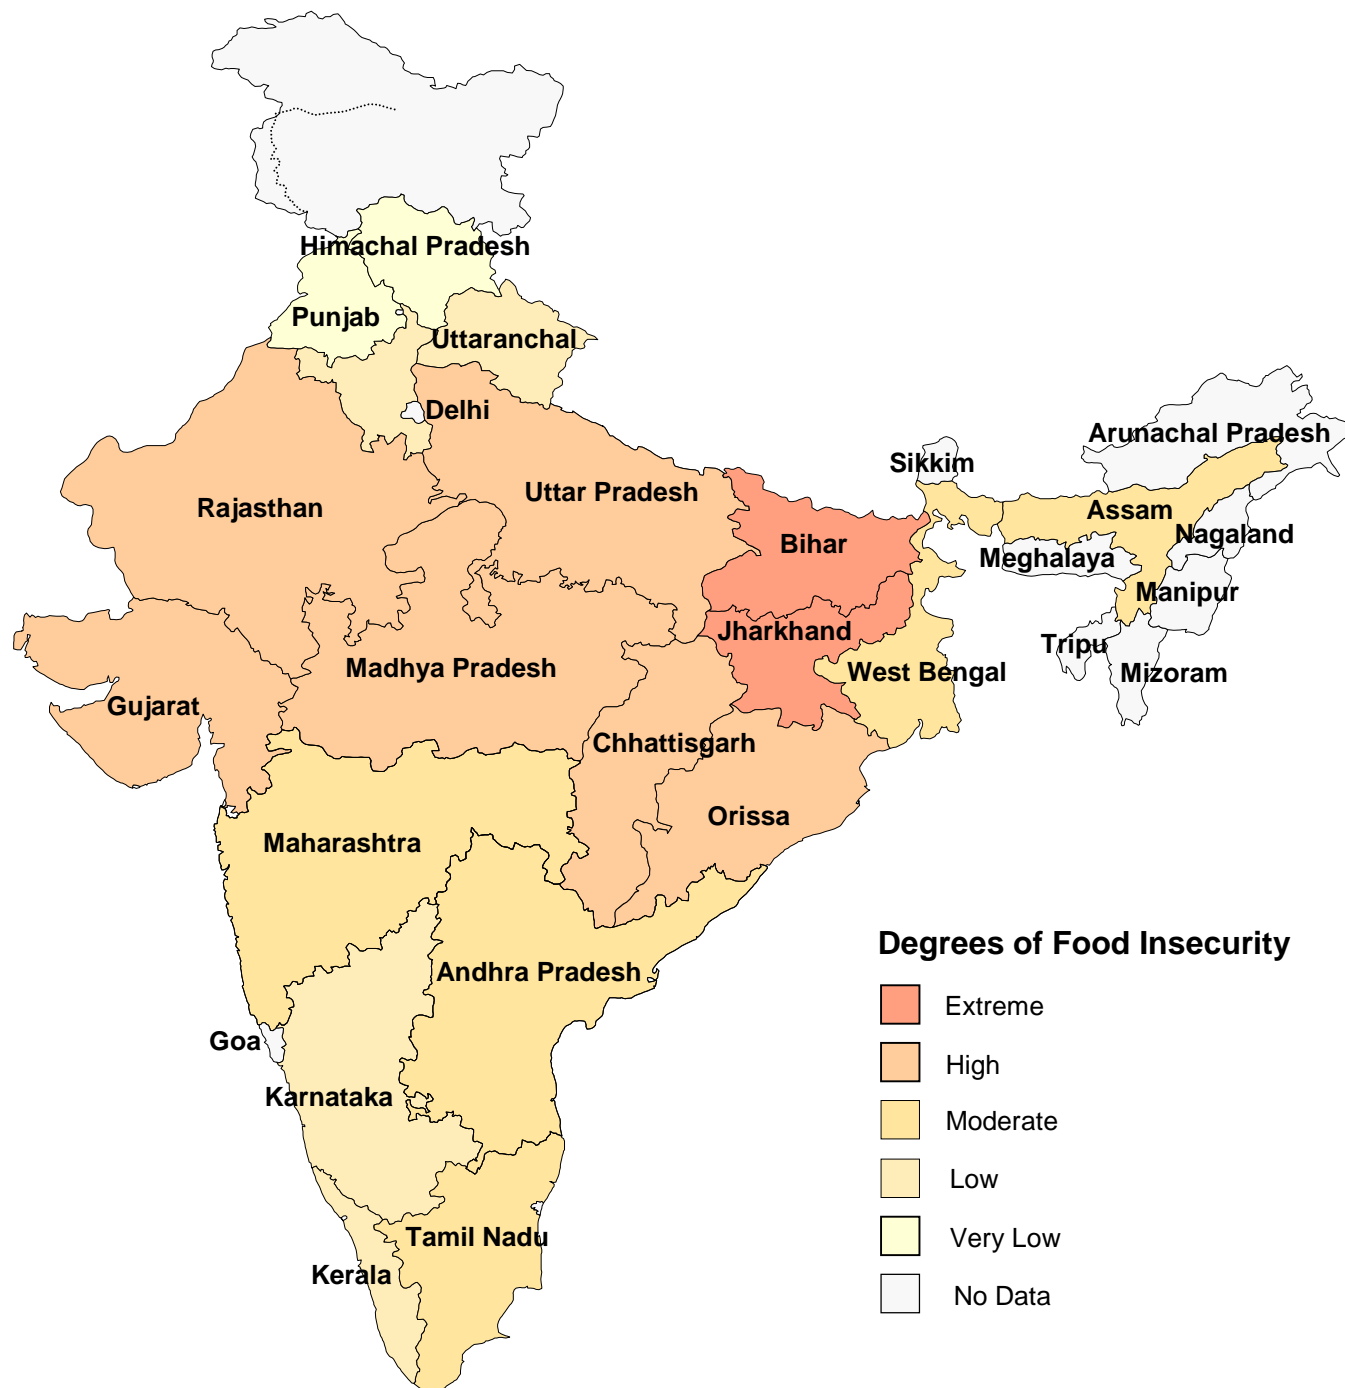 Himachal Pradesh
Punjab
Uttaranchal
Delhi
Arunachal Pradesh
Sikkim
Rajasthan
Uttar Pradesh
Assam
Bihar
Nagaland
Meghalaya
Manipur
Jharkhand
Tripu
Madhya Pradesh
West Bengal
Mizoram
Gujarat
Chhattisgarh
Orissa
Maharashtra
Andhra Pradesh
Goa
Karnataka
Tamil Nadu
Kerala
Degrees of Food Insecurity
Extreme
High
Moderate
Low
Very Low
No Data